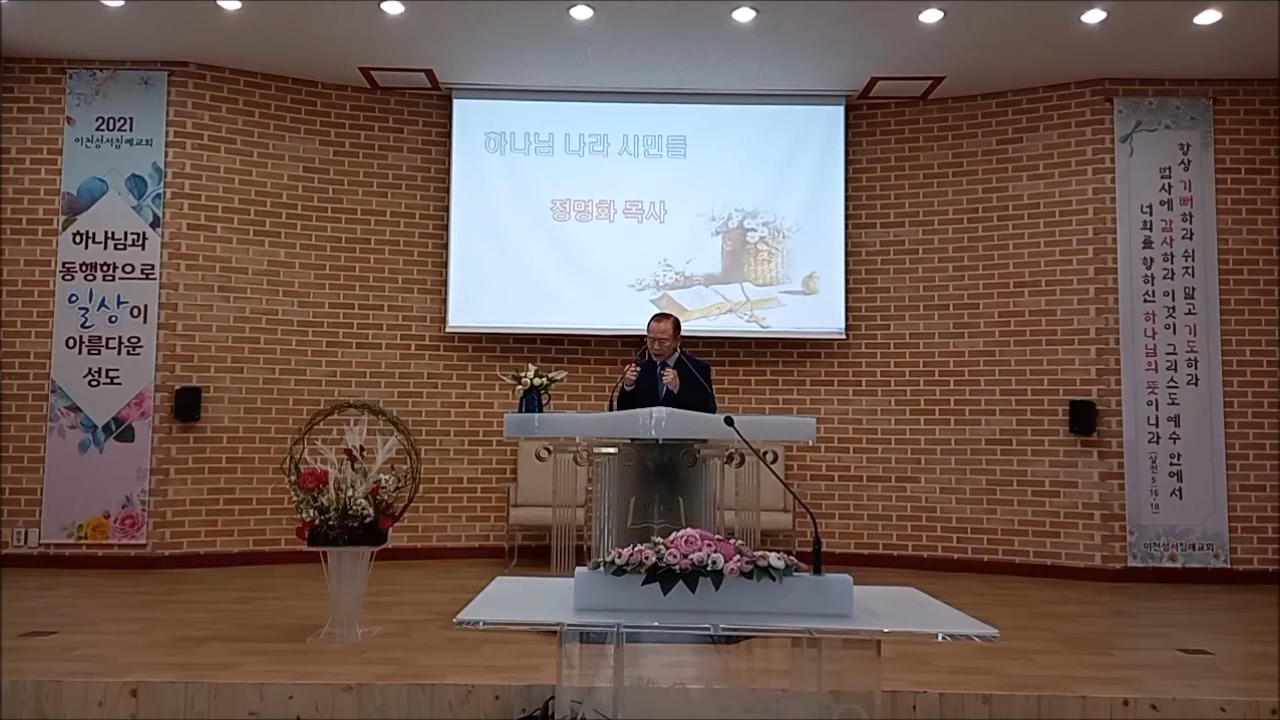 2021
이천성서침례교회
하나님과
동행함으로
일상이
아름다운
성도
하나님 나라 시민들
정명화 목사
항상 기뻐하라 쉬지 말고 기도하라
범사에 감사하라 이것이 그리스도 예수 안에서
너희를 향하신 하나님의 뜻이니라 (살전 5:16-18)
이천성서침례교회